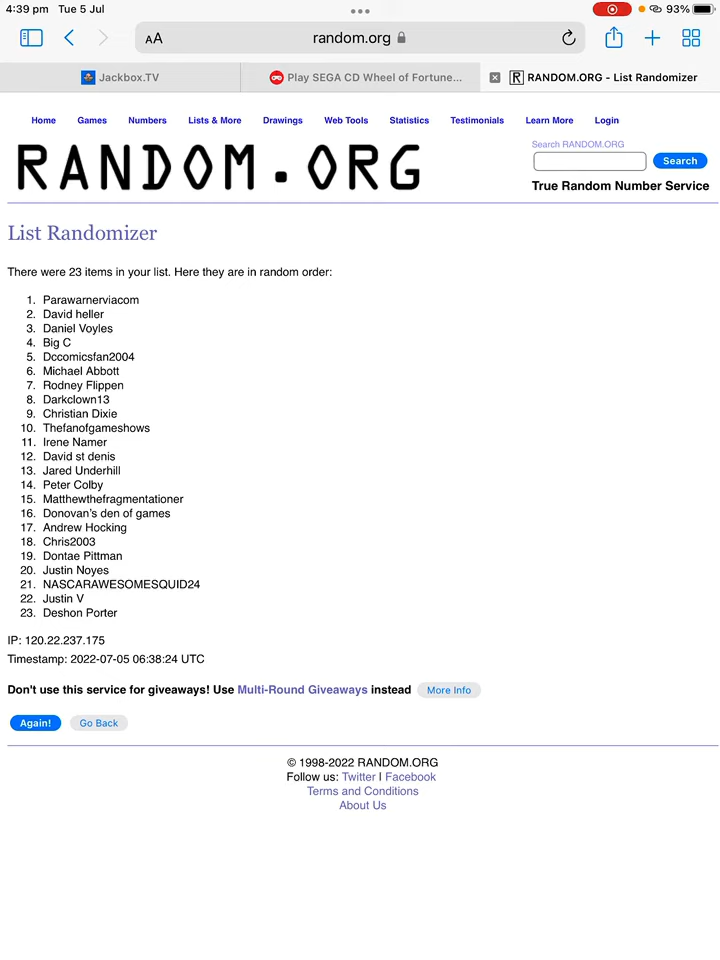 4:39 pm Tue 5 Jul 93%
AA random.org
Jackbox.TV Play SEGA CD Wheel of Fortune... RANDOM.ORG - List Randomizer
Home Games Numbers Lists & More Drawings Web Tools Statistics Testimonials Learn More Login
RANDOM.ORG
Search RANDOM.ORG
Search
True Random Number Service
List Randomizer
There were 23 items in your list. Here they are in random order:
1. Parawarnerviacom
2. David heller
3. Daniel Voyles
4. Big C
5. Dccomicsfan2004
6. Michael Abbott
7. Rodney Flippen
8. Darkclown13
9. Christian Dixie
10. Thefanofgameshows
11. Irene Namer
12. David st denis
13. Jared Underhill
14. Peter Colby
15. Matthewthefragmentationer
16. Donovan’s den of games
17. Andrew Hocking
18. Chris2003
19. Dontae Pittman
20. Justin Noyes
21. NASCARAWESOMESQUID24
22. Justin V
23. Deshon Porter
IP: 120.22.237.175
Timestamp: 2022-07-05 06:38:24 UTC
Don't use this service for giveaways! Use Multi-Round Giveaways instead More Info
Again! Go Back
© 1998-2022 RANDOM.ORG
Follow us: Twitter | Facebook
Terms and Conditions
About Us